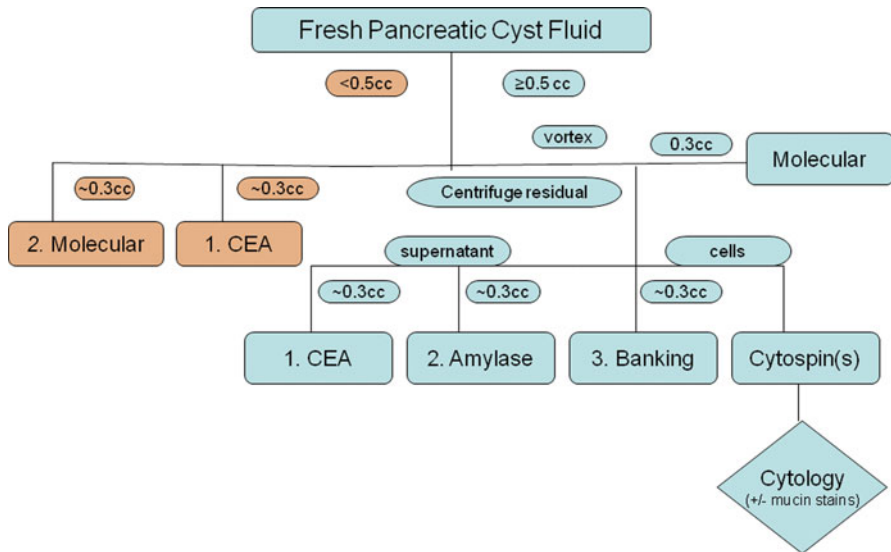 Fresh Pancreatic Cyst Fluid
<0.5cc
≥0.5 cc
vortex
0.3cc
Molecular
~0.3cc
~0.3cc
Centrifuge residual
2. Molecular
1. CEA
supernatant
cells
~0.3cc
~0.3cc
~0.3cc
1. CEA
2. Amylase
3. Banking
Cytospin(s)
Cytology
(+/- mucin stains)